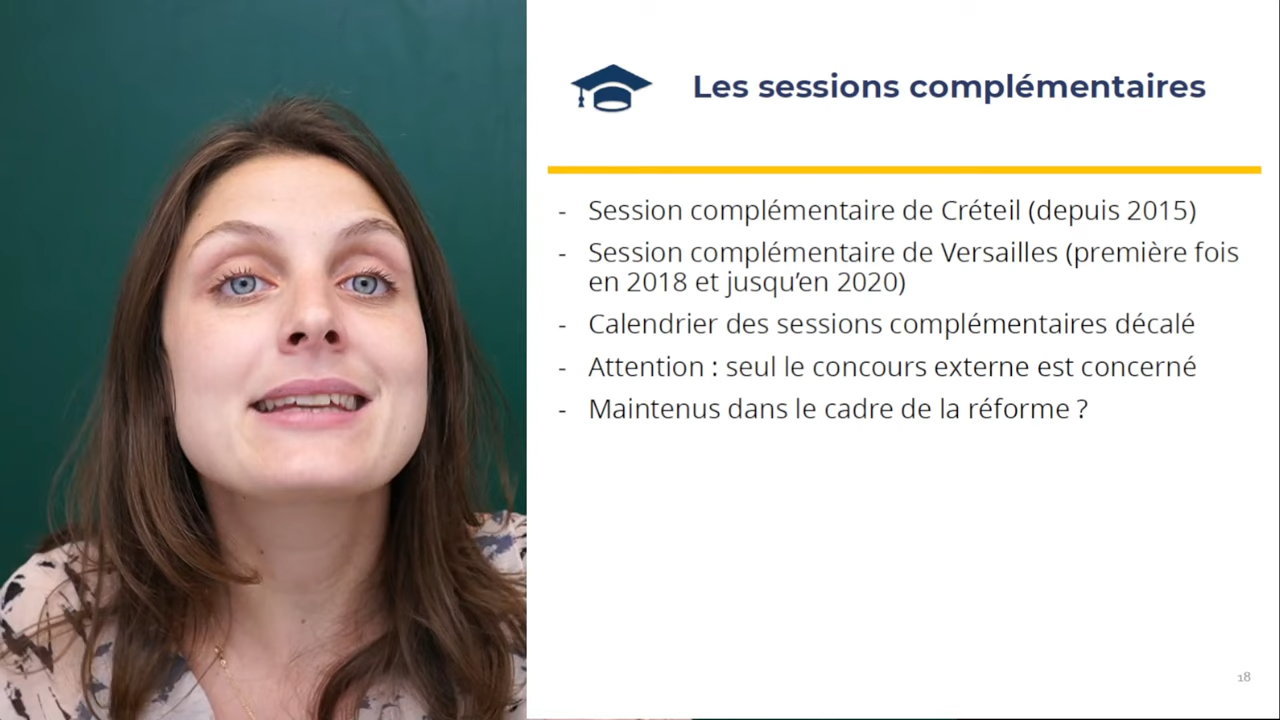 Les sessions complémentaires
- Session complémentaire de Créteil (depuis 2015)
- Session complémentaire de Versailles (première fois
en 2018 et jusqu'en 2020)
- Calendrier des sessions complémentaires décalé
- Attention : seul le concours externe est concerné
- Maintenus dans le cadre de la réforme ?
18